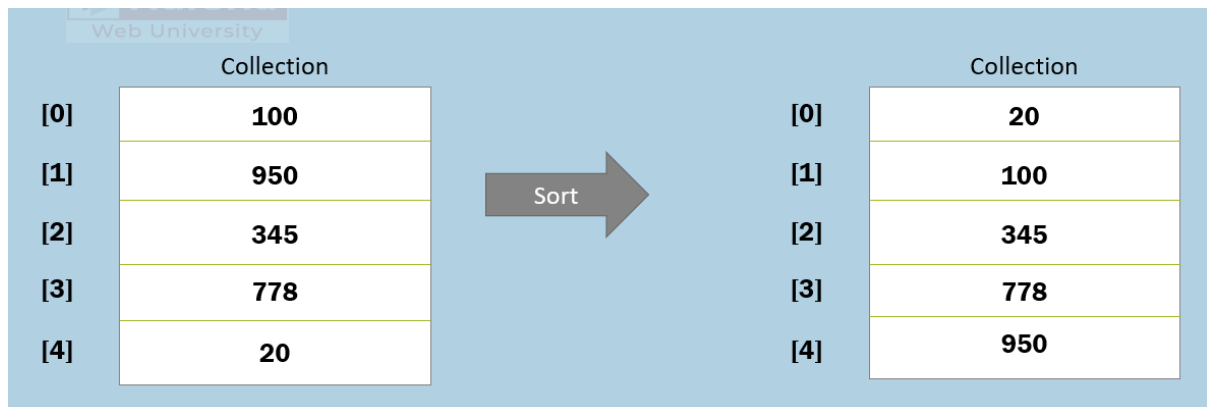 Web University
Collection
[0] 100
[1] 950
[2] 345
[3] 778
[4] 20
Sort
Collection
[0] 20
[1] 100
[2] 345
[3] 778
[4] 950